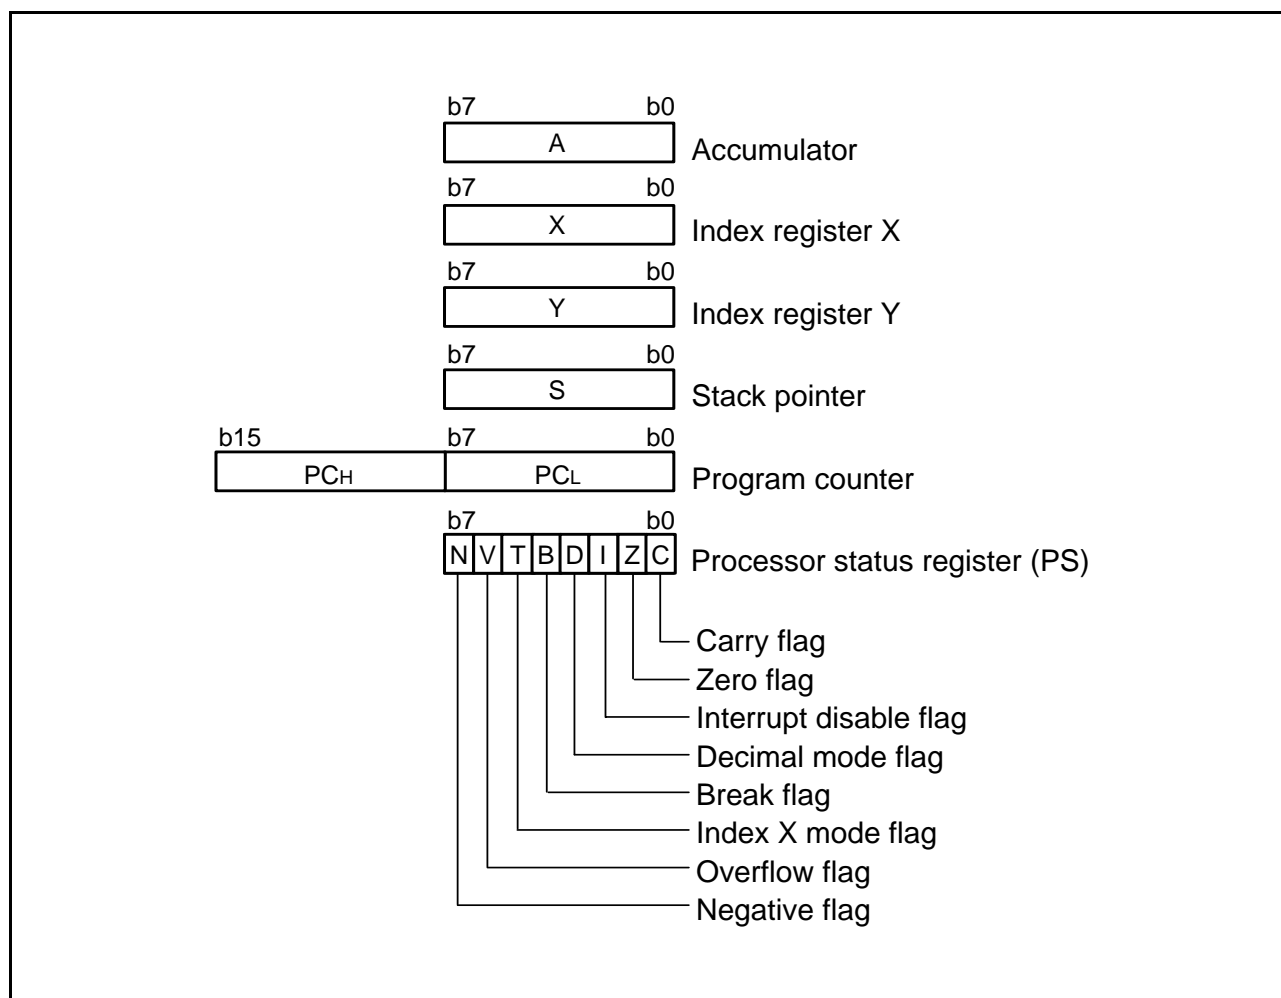 b7 b0
A Accumulator
b7 b0
X Index register X
b7 b0
Y Index register Y
b7 b0
S Stack pointer
b15 b7 b0
PCH PCL Program counter
b7 b0
N V T B D I Z C Processor status register (PS)
Carry flag
Zero flag
Interrupt disable flag
Decimal mode flag
Break flag
Index X mode flag
Overflow flag
Negative flag